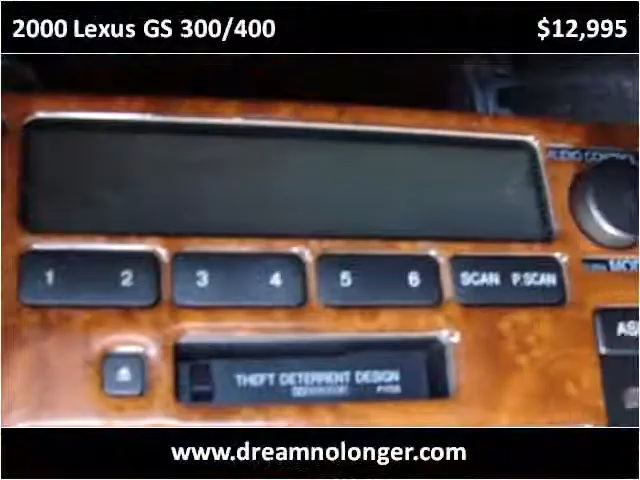 2000 Lexus GS 300/400 $12,995
AUDIO CONTROL
1 2 3 4 5 6 SCAN P.SCAN
THEFT DETERRENT DESIGN
www.dreamnolonger.com